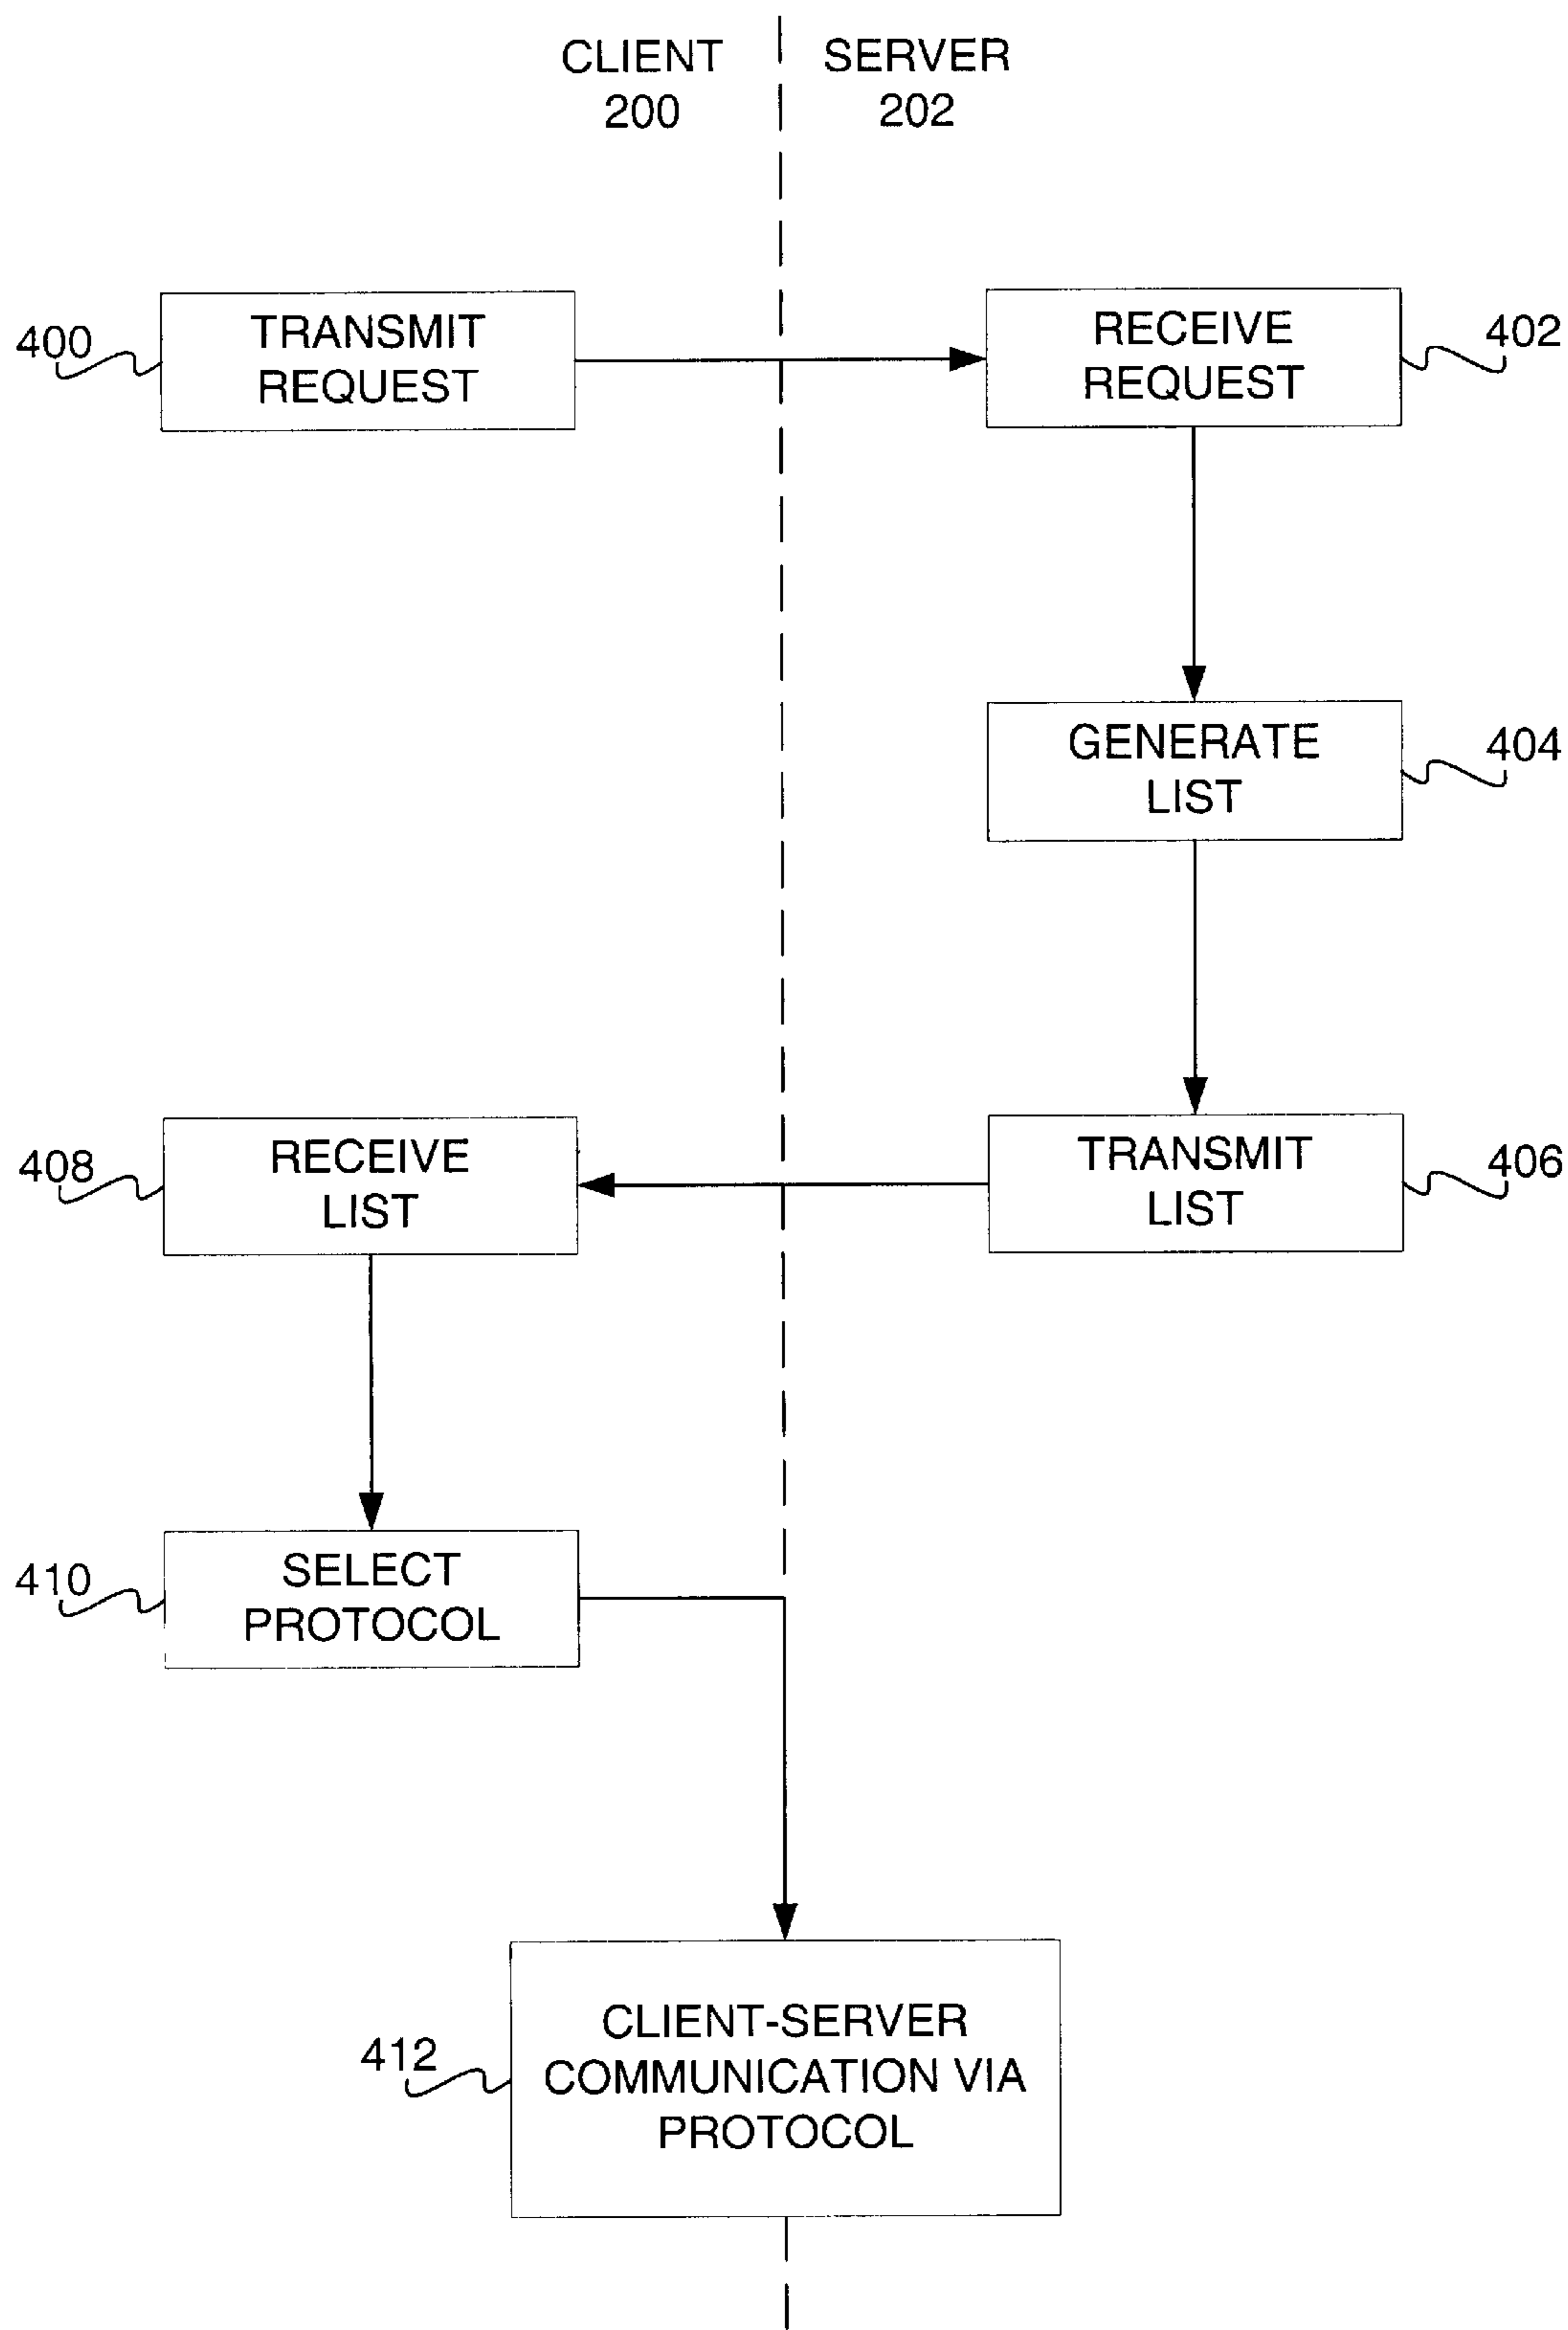 CLIENT
200
SERVER
202
400
TRANSMIT
REQUEST
RECEIVE
REQUEST
402
GENERATE
LIST
404
408
RECEIVE
LIST
TRANSMIT
LIST
406
410
SELECT
PROTOCOL
412
CLIENT-SERVER
COMMUNICATION VIA
PROTOCOL